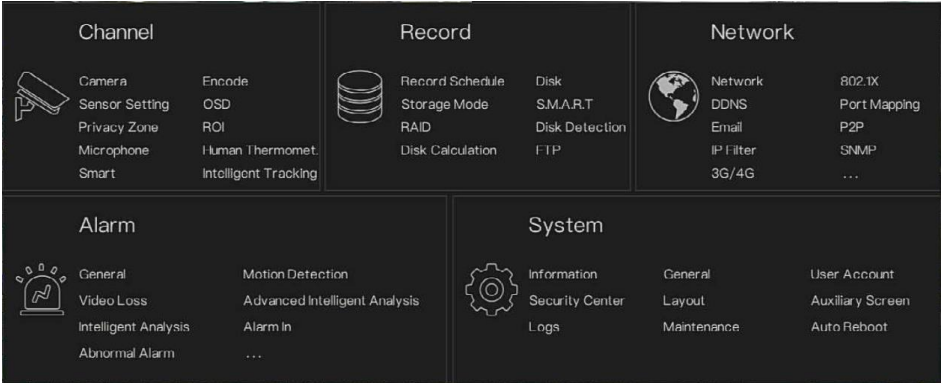 Channel
Camera Encode
Sensor Setting OSD
Privacy Zone ROI
Microphone Human Thermomet.
Smart Intelligent Tracking
Record
Record Schedule Disk
Storage Mode S.M.A.R.T
RAID Disk Detection
Disk Calculation FTP
Network
Network 802.1X
DDNS Port Mapping
Email P2P
IP Filter SNMP
3G/4G ...
Alarm
General Motion Detection
Video Loss Advanced Intelligent Analysis
Intelligent Analysis Alarm In
Abnormal Alarm ...
System
Information General User Account
Security Center Layout Auxiliary Screen
Logs Maintenance Auto Reboot